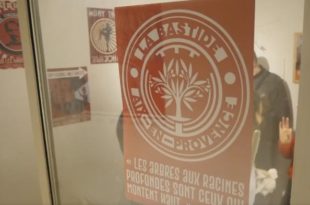 LA BASTIDE
AIX-EN-PROVENCE
« LES ARBRES AUX RACINES
PROFONDES SONT CEUX QUI
MONTENT HAUT